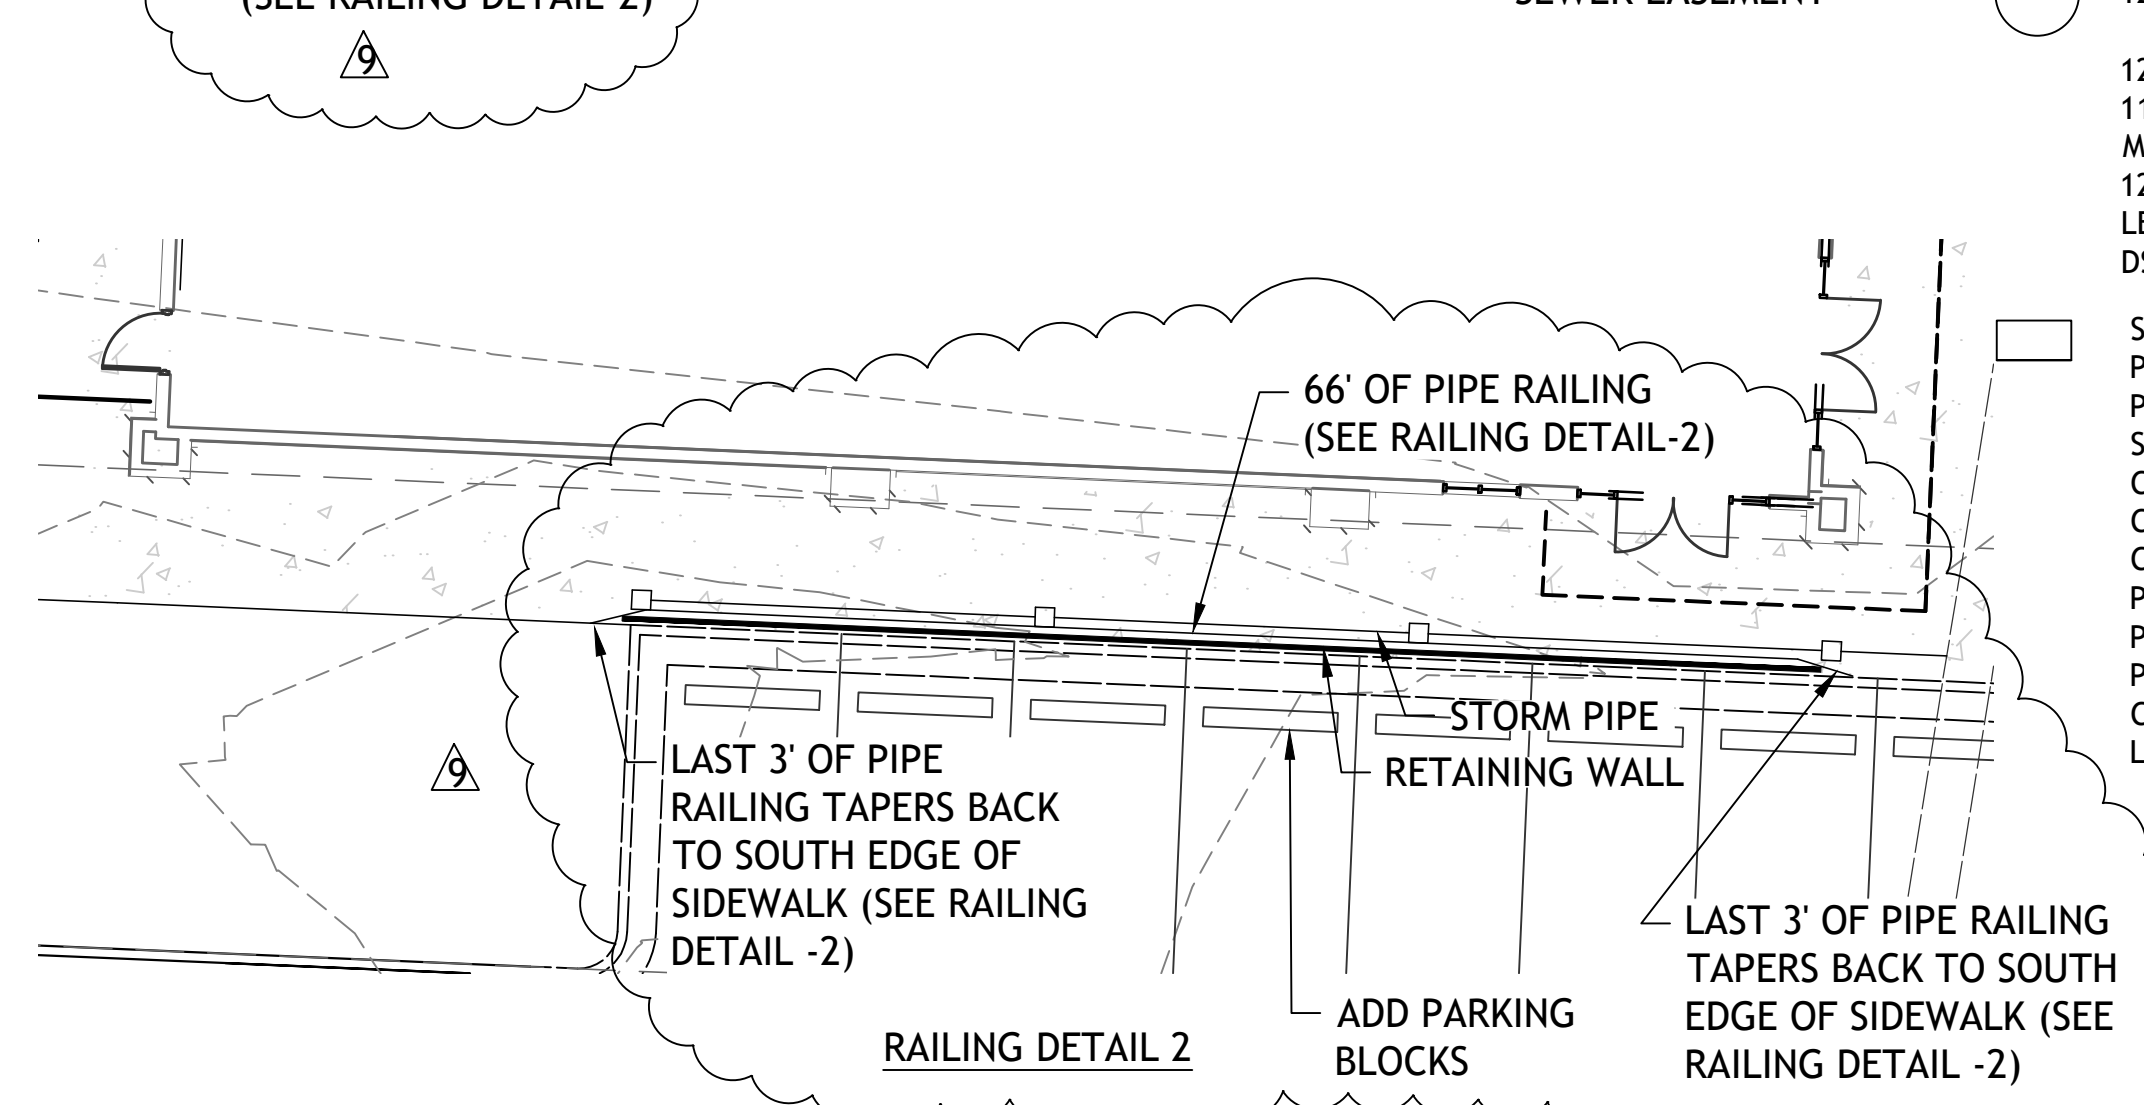 (SEE RAILING DETAIL-2)
9
SEWER EASEMENT
66' OF PIPE RAILING
(SEE RAILING DETAIL-2)
STORM PIPE
RETAINING WALL
9
LAST 3' OF PIPE
RAILING TAPERS BACK
TO SOUTH EDGE OF
SIDEWALK (SEE RAILING
DETAIL -2)
LAST 3' OF PIPE RAILING
TAPERS BACK TO SOUTH
EDGE OF SIDEWALK (SEE
RAILING DETAIL -2)
ADD PARKING
BLOCKS
RAILING DETAIL 2